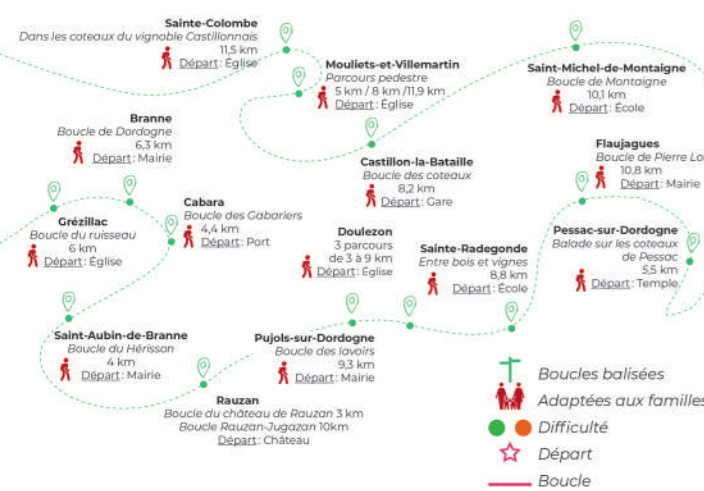 Sainte-Colombe
Dans les coteaux du vignoble Castillonnais
11,5 km
Départ: Église
Mouliets-et-Villemartin
Parcours pedestre
5 km / 8 km /11,9 km
Départ: Église
Saint-Michel-de-Montaigne
Boucle de Montaigne
10,1 km
Départ: École
Branne
Boucle de Dordogne
6,3 km
Départ: Mairie
Castillon-la-Bataille
Boucle des coteaux
8,2 km
Départ: Gare
Flaujagues
Boucle de Pierre
10,8 km
Départ: Mairie
Grézillac
Boucle du ruisseau
6 km
Départ: Église
Cabara
Boucle des Gabariers
4,4 km
Départ: Port
Doulezon
3 parcours
de 3 à 9 km
Départ: Église
Sainte-Radegonde
Entre bois et vignes
8,8 km
Départ: École
Pessac-sur-Dordogne
Balade sur les coteaux
de Pessac
5,5 km
Départ: Temple
Saint-Aubin-de-Branne
Boucle du Hérisson
4 km
Départ: Mairie
Pujols-sur-Dordogne
Boucle des lavoirs
9,3 km
Départ: Mairie
Rauzan
Boucle du château de Rauzan 3 km
Boucle Rauzan-Jugazan 10km
Départ: Château
Boucles balisées
Adaptées aux familles
Difficulté
Départ
Boucle